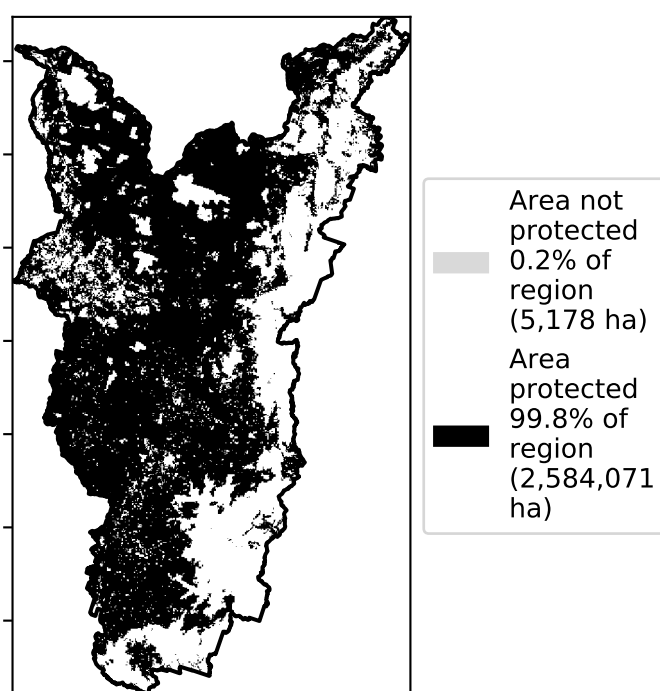 Area not
protected
0.2% of
region
(5,178 ha)
Area
protected
99.8% of
region
(2,584,071
ha)